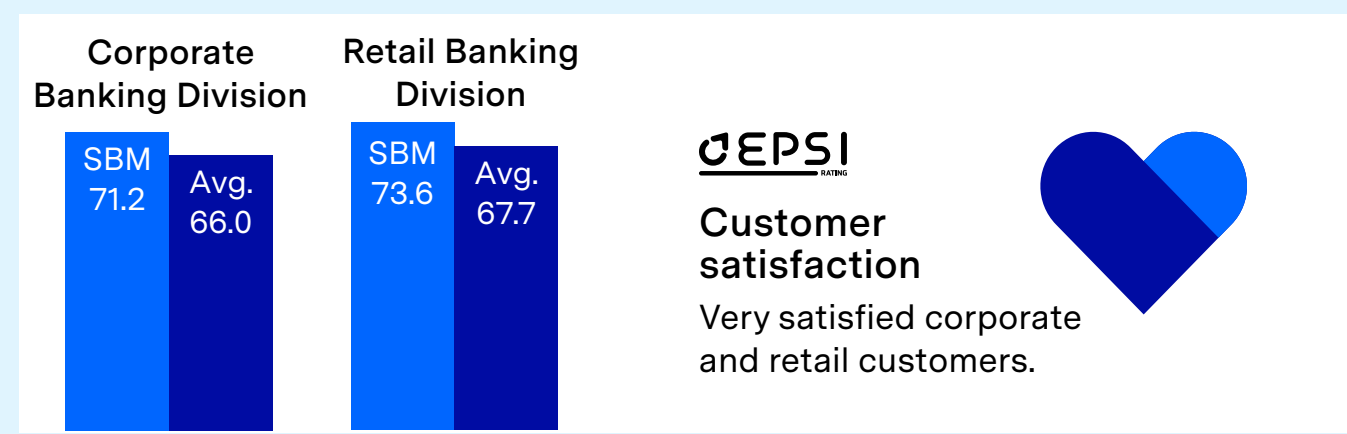 Corporate
Banking Division
SBM
71.2
Avg.
66.0
Retail Banking
Division
SBM
73.6
Avg.
67.7
EPSI
RATING
Customer
satisfaction
Very satisfied corporate
and retail customers.